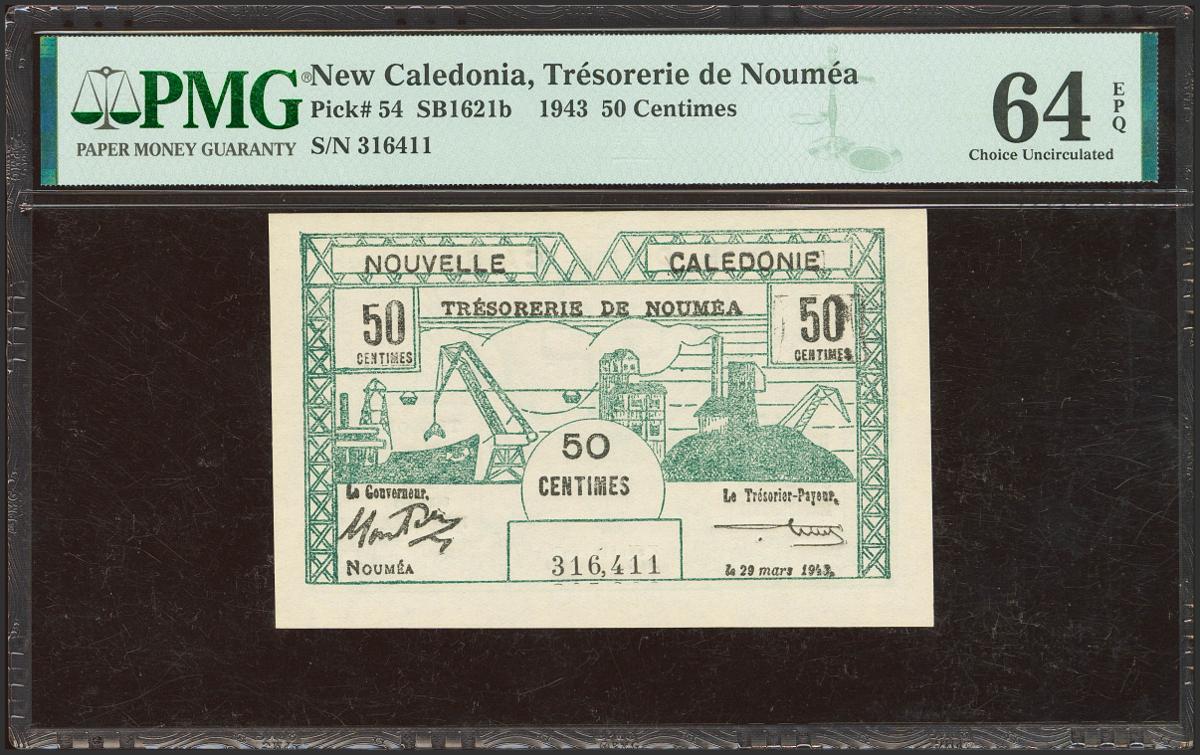 PMG®
PAPER MONEY GUARANTY
New Caledonia, Trésorerie de Nouméa
Pick# 54 SB1621b 1943 50 Centimes
S/N 316411
64
EPQ
Choice Uncirculated
NOUVELLE CALEDONIE
TRÉSORERIE DE NOUMÉA
50
CENTIMES
50
CENTIMES
50
CENTIMES
Le Gouverneur,
Le Trésorier-Payeur,
NOUMÉA
316,411
le 29 mars 1943.